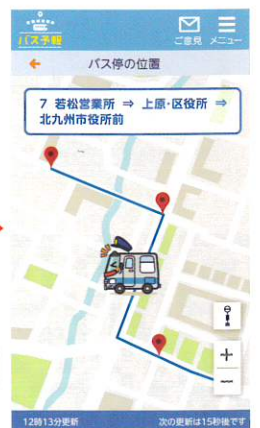 バス予報
ご意見 メニュー
バス停の位置
7 若松営業所 ⇒ 上原·区役所 ⇒
北九州市役所前
12時13分更新 次の更新は15秒後です